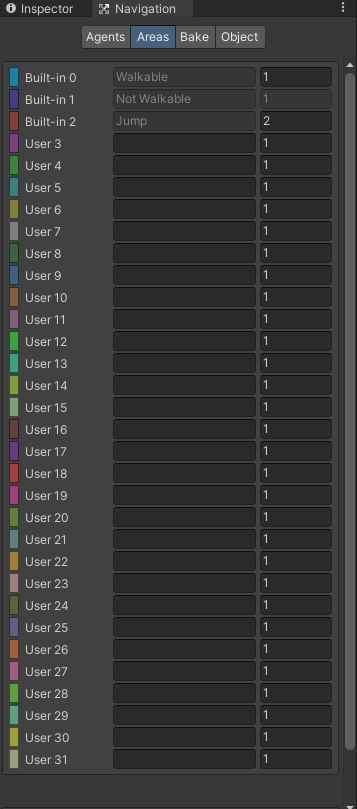 Inspector Navigation
Agents Areas Bake Object
Built-in 0 Walkable 1
Built-in 1 Not Walkable 1
Built-in 2 Jump 2
User 3 1
User 4 1
User 5 1
User 6 1
User 7 1
User 8 1
User 9 1
User 10 1
User 11 1
User 12 1
User 13 1
User 14 1
User 15 1
User 16 1
User 17 1
User 18 1
User 19 1
User 20 1
User 21 1
User 22 1
User 23 1
User 24 1
User 25 1
User 26 1
User 27 1
User 28 1
User 29 1
User 30 1
User 31 1